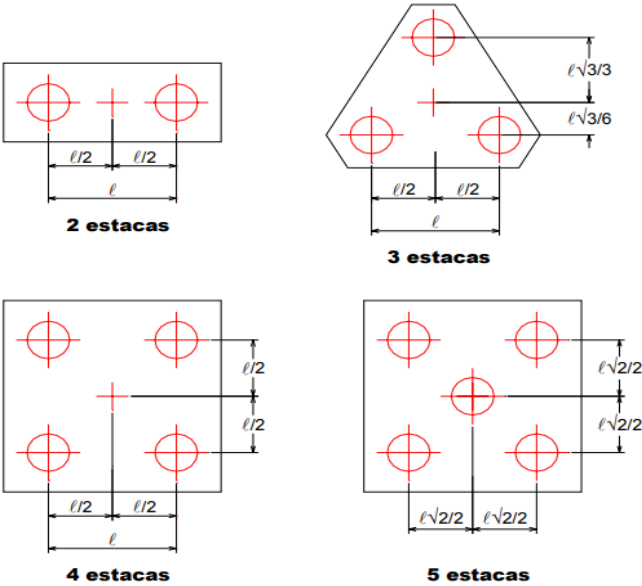 ℓ/2 ℓ/2
ℓ
2 estacas
ℓ√3/3
ℓ√3/6
ℓ/2 ℓ/2
ℓ
3 estacas
ℓ/2
ℓ/2
ℓ/2 ℓ/2
ℓ
4 estacas
ℓ√2/2
ℓ√2/2
ℓ√2/2 ℓ√2/2
5 estacas